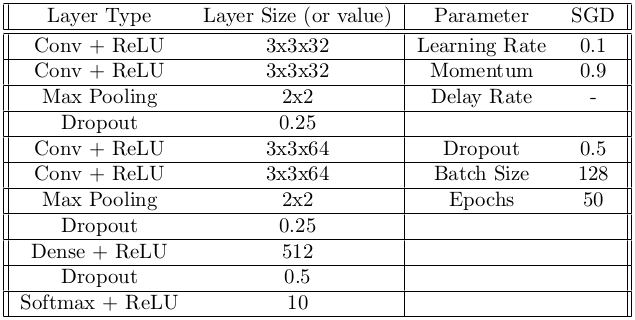 Layer Type Layer Size (or value) Parameter SGD
Conv + ReLU 3x3x32 Learning Rate 0.1
Conv + ReLU 3x3x32 Momentum 0.9
Max Pooling 2x2 Delay Rate -
Dropout 0.25
Conv + ReLU 3x3x64 Dropout 0.5
Conv + ReLU 3x3x64 Batch Size 128
Max Pooling 2x2 Epochs 50
Dropout 0.25
Dense + ReLU 512
Dropout 0.5
Softmax + ReLU 10